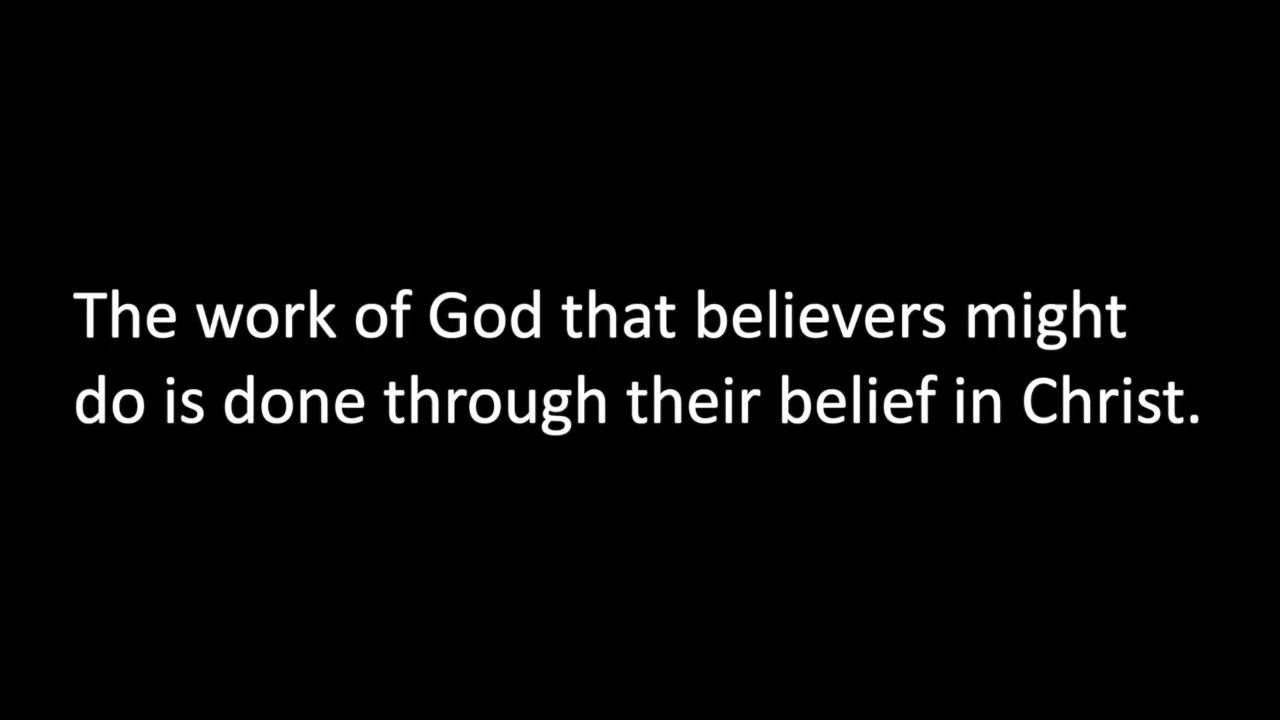 The work of God that believers might
do is done through their belief in Christ.